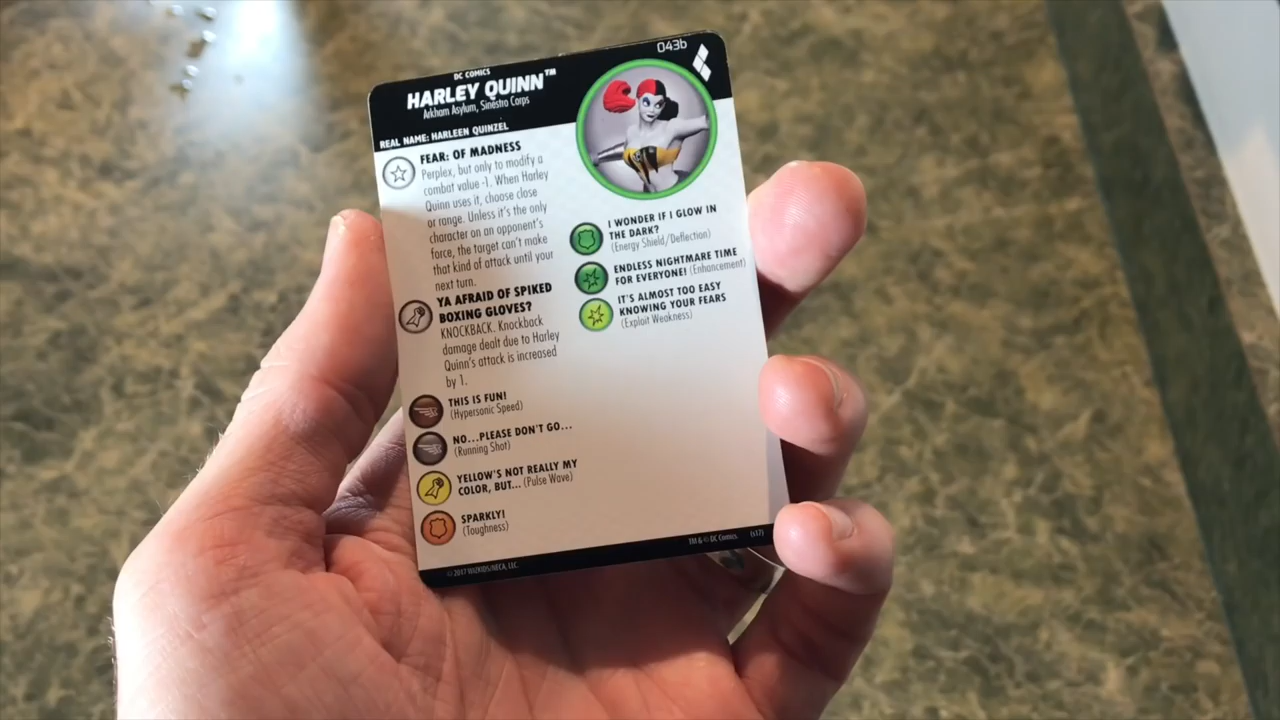 043b
DC COMICS
HARLEY QUINN™
Arkham Asylum, Sinestro Corps
REAL NAME: HARLEEN QUINZEL
FEAR: OF MADNESS
Perplex, but only to modify a
combat value -1. When Harley
Quinn uses it, choose close
or range. Unless it's the only
character on an opponent's
force, the target can't make
that kind of attack until your
next turn.
YA AFRAID OF SPIKED
BOXING GLOVES?
KNOCKBACK. Knockback
damage dealt due to Harley
Quinn's attack is increased
by 1.
THIS IS FUN!
(Hypersonic Speed)
NO...PLEASE DON'T GO...
(Running Shot)
YELLOW'S NOT REALLY MY
COLOR, BUT... (Pulse Wave)
SPARKLY!
(Toughness)
I WONDER IF I GLOW IN
THE DARK?
(Energy Shield/Deflection)
ENDLESS NIGHTMARE TIME
FOR EVERYONE! (Enhancement)
IT'S ALMOST TOO EASY
KNOWING YOUR FEARS
(Exploit Weakness)
© 2017 WIZKIDS/NECA, LLC.
TM & © DC Comics. (s17)